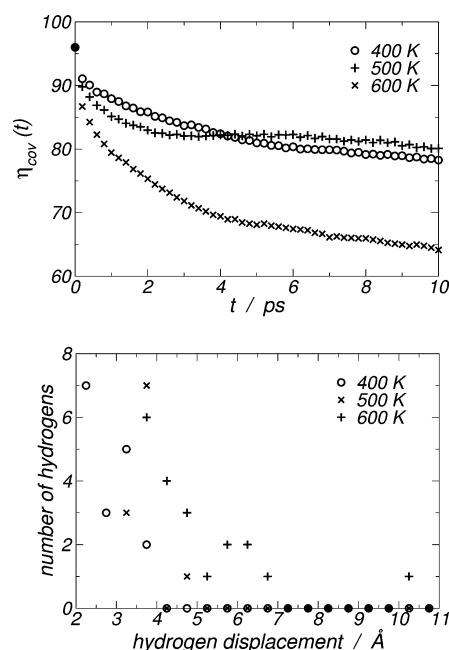 100
90
80
70
60
η_cov (t)
400 K
500 K
600 K
0 2 4 6 8 10
t / ps
8
7
6
4
2
0
number of hydrogens
400 K
500 K
600 K
2 3 4 5 6 7 8 9 10 11
hydrogen displacement / Å